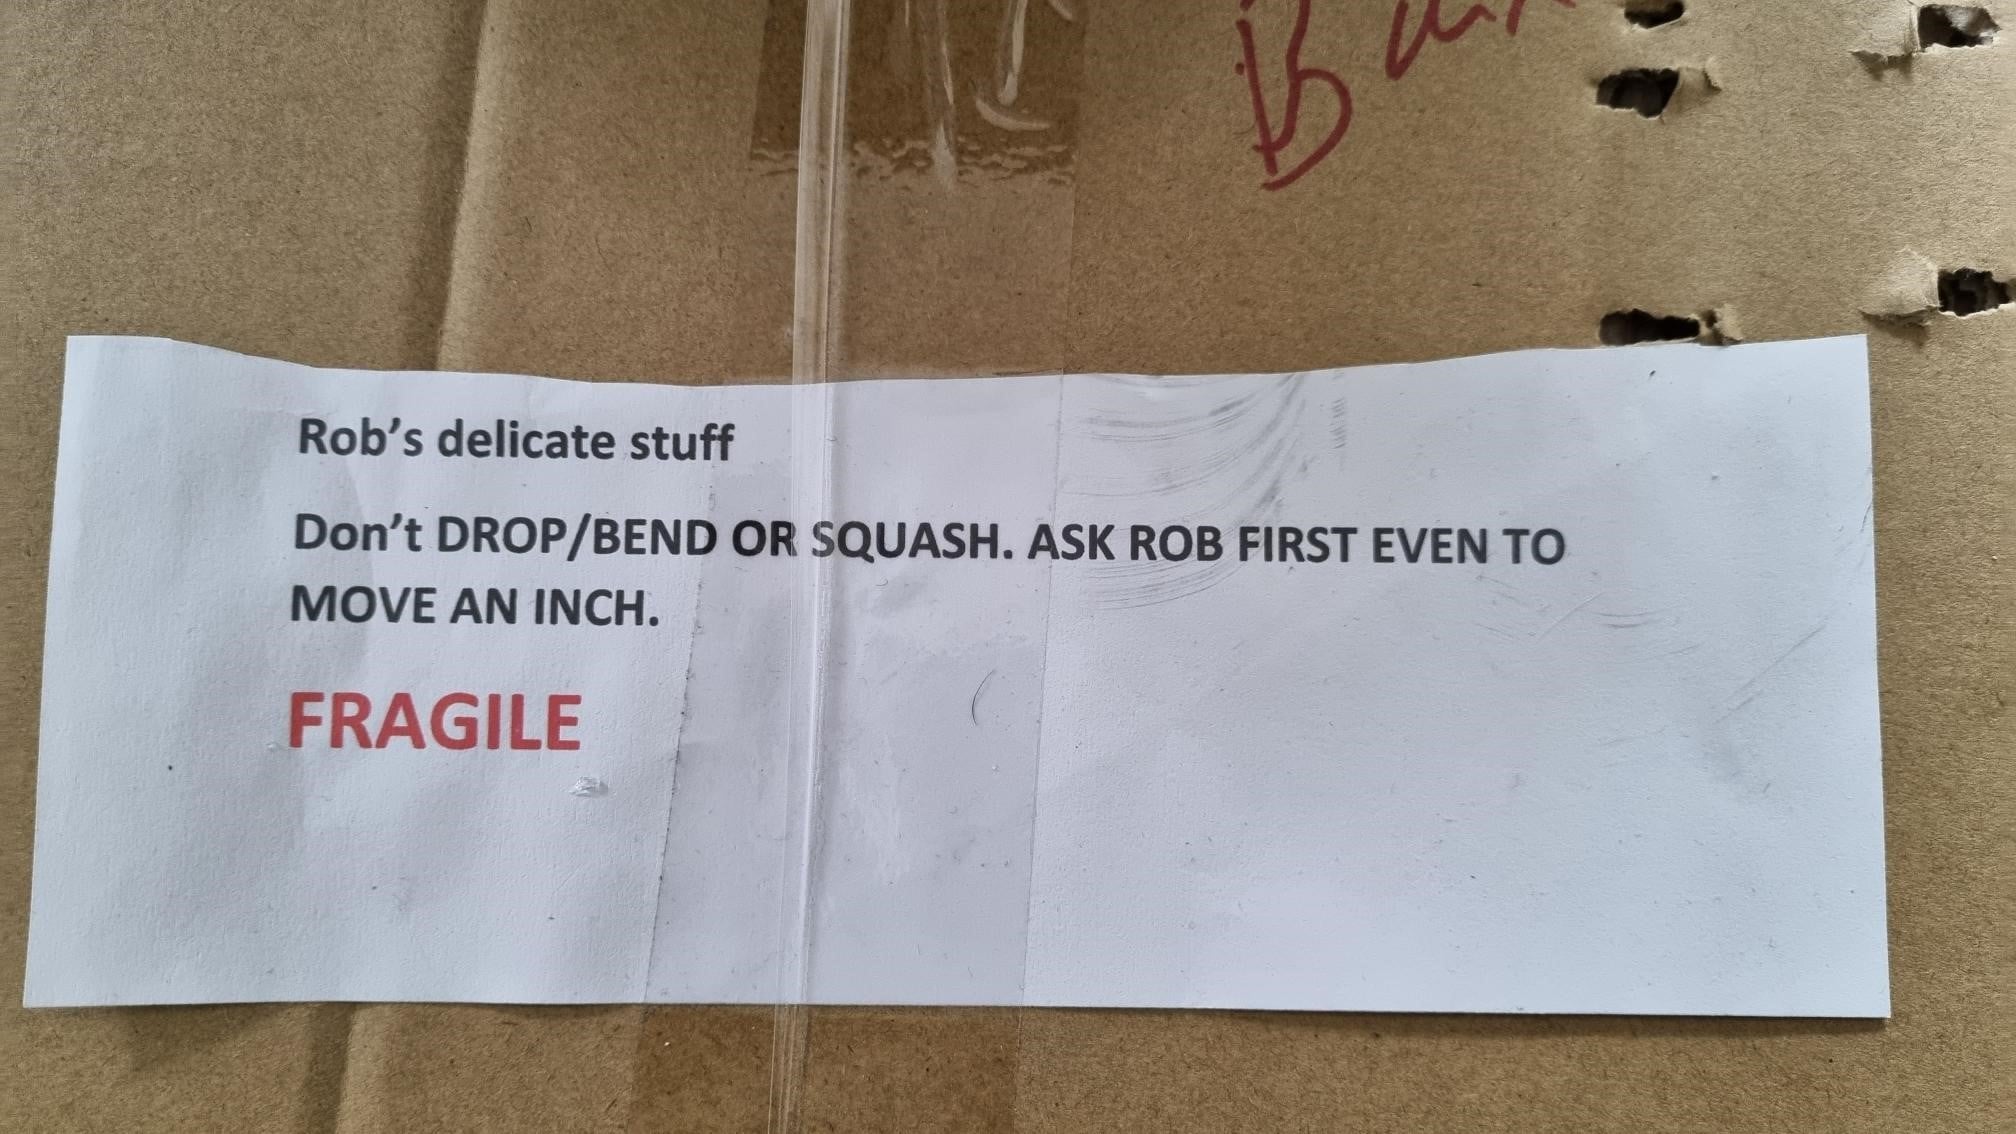 Rob's delicate stuff
Don't DROP/BEND OR SQUASH. ASK ROB FIRST EVEN TO
MOVE AN INCH.
FRAGILE